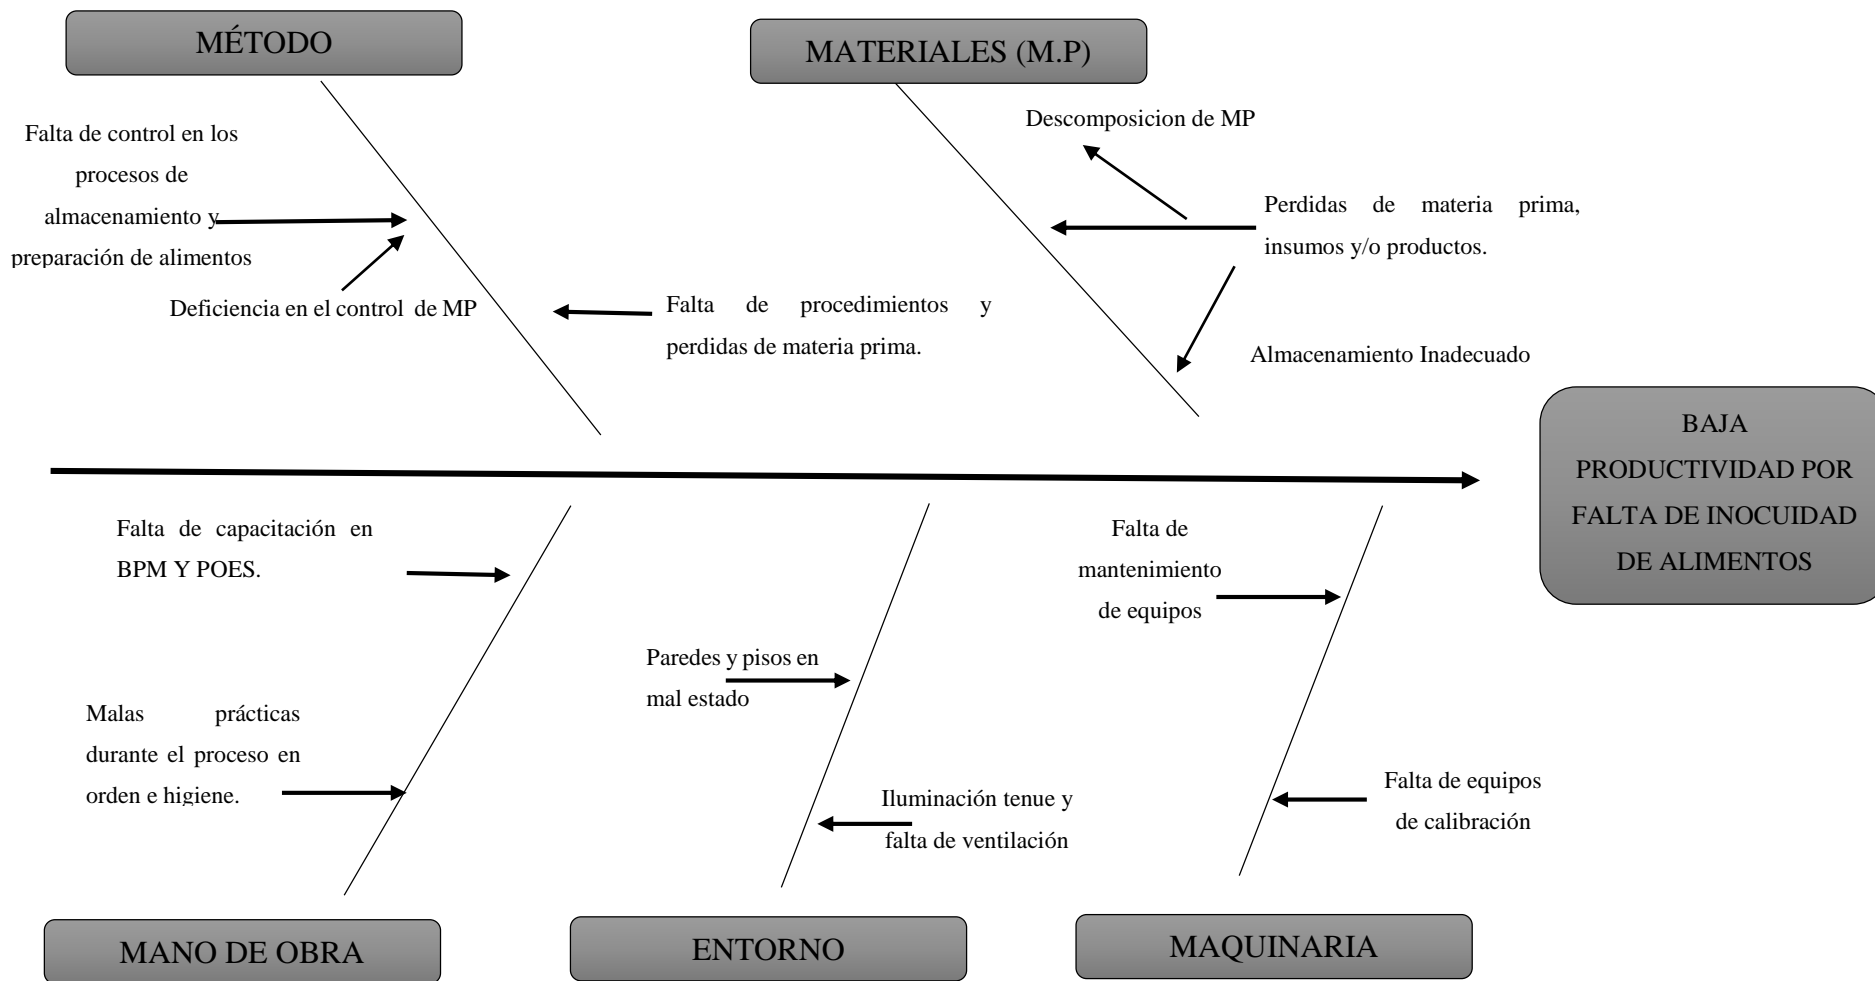 MÉTODO
MATERIALES (M.P)
Falta de control en los
procesos de
almacenamiento y
preparación de alimentos
Deficiencia en el control de MP
Falta de procedimientos y
perdidas de materia prima.
Descomposicion de MP
Perdidas de materia prima,
insumos y/o productos.
Almacenamiento Inadecuado
BAJA
PRODUCTIVIDAD POR
FALTA DE INOCUIDAD
DE ALIMENTOS
Falta de capacitación en
BPM Y POES.
Malas prácticas
durante el proceso en
orden e higiene.
Paredes y pisos en
mal estado
Iluminación tenue y
falta de ventilación
Falta de
mantenimiento
de equipos
Falta de equipos
de calibración
MANO DE OBRA
ENTORNO
MAQUINARIA